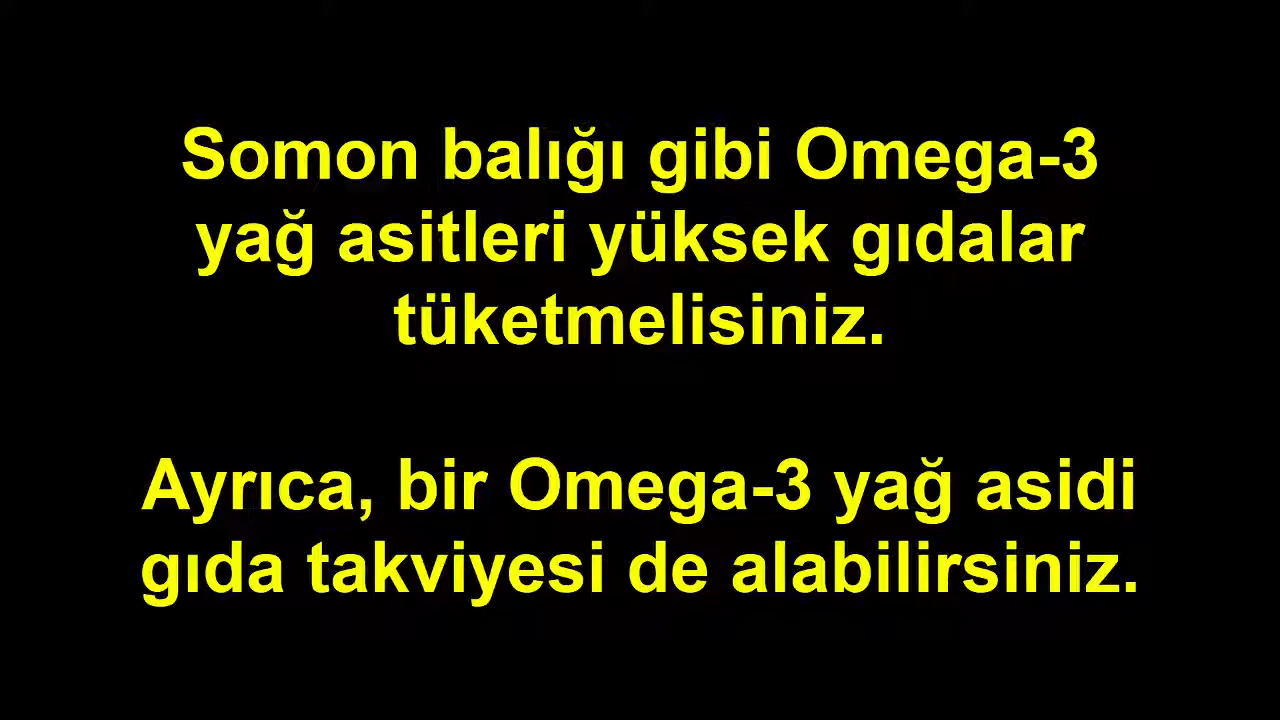 Somon balığı gibi Omega-3
yağ asitleri yüksek gıdalar
tüketmelisiniz.
Ayrıca, bir Omega-3 yağ asidi
gıda takviyesi de alabilirsiniz.